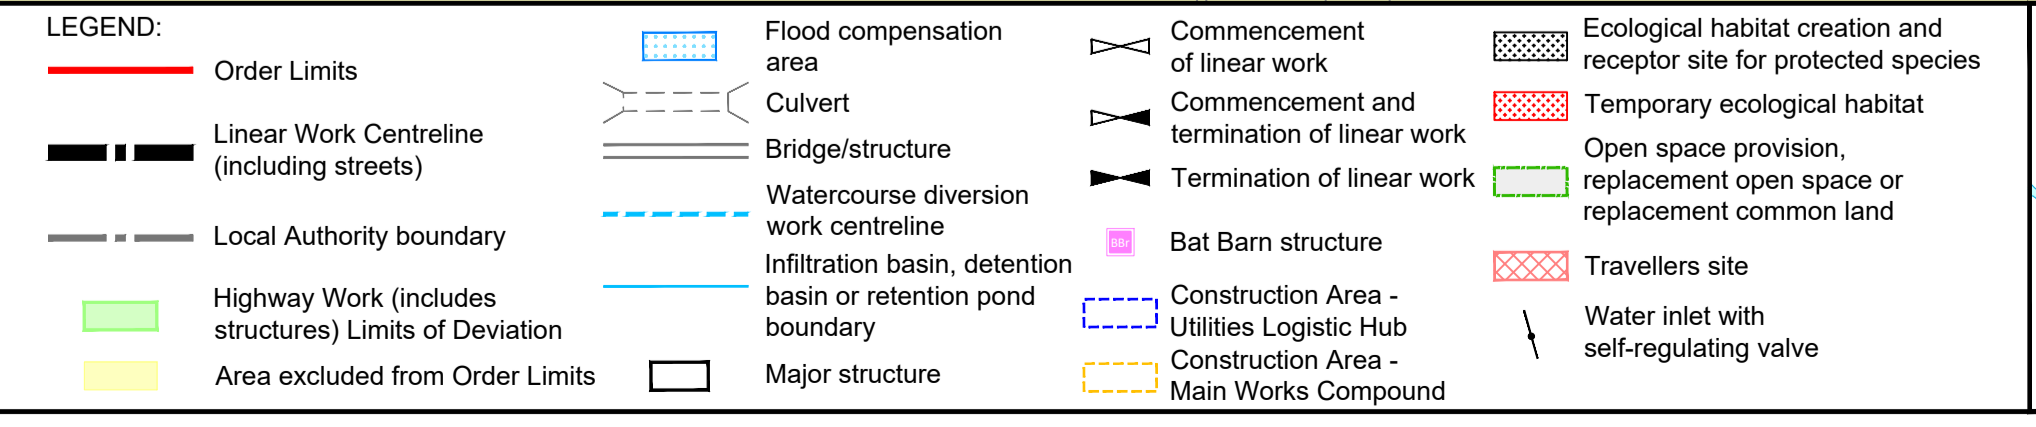 LEGEND:
Order Limits
Linear Work Centreline
(including streets)
Local Authority boundary
Highway Work (includes
structures) Limits of Deviation
Area excluded from Order Limits
Flood compensation
area
Culvert
Bridge/structure
Watercourse diversion
work centreline
Infiltration basin, detention
basin or retention pond
boundary
Major structure
Commencement
of linear work
Commencement and
termination of linear work
Termination of linear work
BBr
Bat Barn structure
Construction Area -
Utilities Logistic Hub
Construction Area -
Main Works Compound
Ecological habitat creation and
receptor site for protected species
Temporary ecological habitat
Open space provision,
replacement open space or
replacement common land
Travellers site
Water inlet with
self-regulating valve